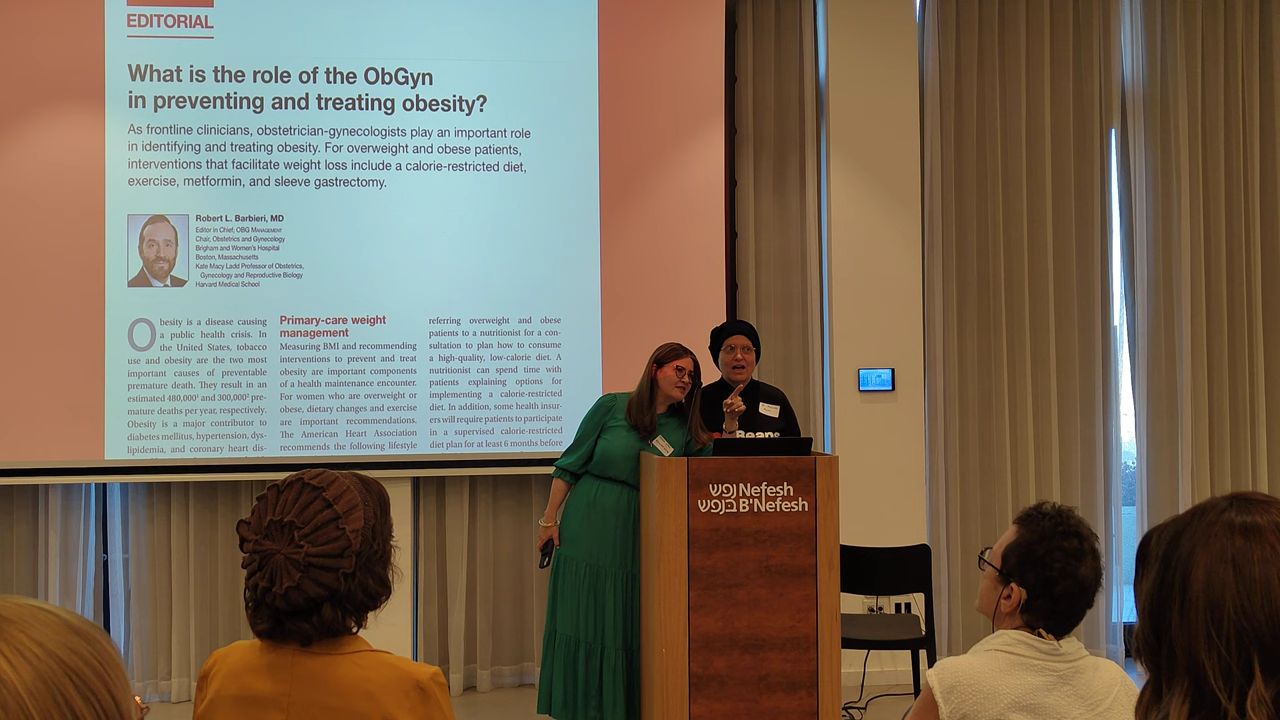 EDITORIAL
What is the role of the ObGyn
in preventing and treating obesity?
As frontline clinicians, obstetrician-gynecologists play an important role
in identifying and treating obesity. For overweight and obese patients,
interventions that facilitate weight loss include a calorie-restricted diet,
exercise, metformin, and sleeve gastrectomy.
Robert L. Barbieri, MD
Editor in Chief, OBG MANAGEMENT
Chair, Obstetrics and Gynecology
Brigham and Women's Hospital
Boston, Massachusetts
Kate Macy Ladd Professor of Obstetrics,
Gynecology and Reproductive Biology
Harvard Medical School
Obesity is a disease causing
a public health crisis. In
the United States, tobacco
use and obesity are the two most
important causes of preventable
premature death. They result in an
estimated 480,000¹ and 300,000² pre-
mature deaths per year, respectively.
Obesity is a major contributor to
diabetes mellitus, hypertension, dys-
lipidemia, and coronary heart dis-
Primary-care weight
management
Measuring BMI and recommending
interventions to prevent and treat
obesity are important components
of a health maintenance encounter.
For women who are overweight or
obese, dietary changes and exercise
are important recommendations.
The American Heart Association
recommends the following lifestyle
referring overweight and obese
patients to a nutritionist for a con-
sultation to plan how to consume
a high-quality, low-calorie diet. A
nutritionist can spend time with
patients explaining options for
implementing a calorie-restricted
diet. In addition, some health insur-
ers will require patients to participate
in a supervised calorie-restricted
diet plan for at least 6 months before
Beans
נפש Nefesh
בנפש B'Nefesh